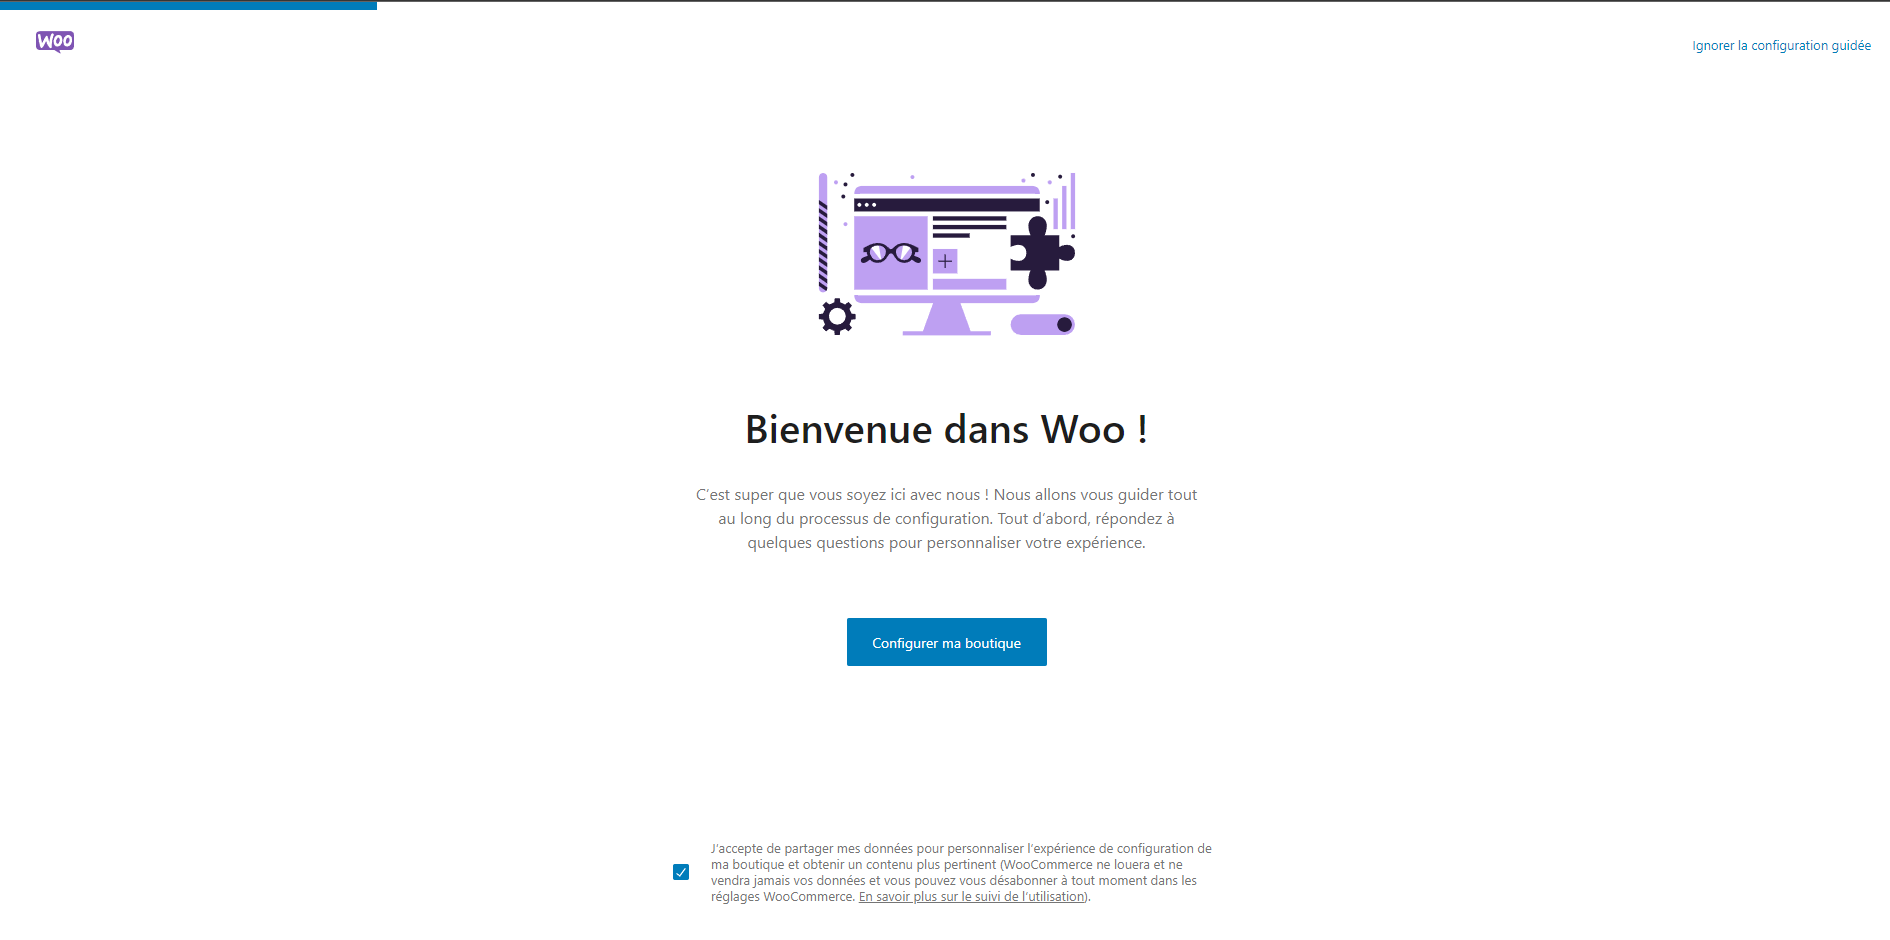 Woo
Ignorer la configuration guidée
Bienvenue dans Woo !
C’est super que vous soyez ici avec nous ! Nous allons vous guider tout
au long du processus de configuration. Tout d’abord, répondez à
quelques questions pour personnaliser votre expérience.
Configurer ma boutique
J’accepte de partager mes données pour personnaliser l’expérience de configuration de
ma boutique et obtenir un contenu plus pertinent (WooCommerce ne louera et ne
vendra jamais vos données et vous pouvez vous désabonner à tout moment dans les
réglages WooCommerce. En savoir plus sur le suivi de l’utilisation).